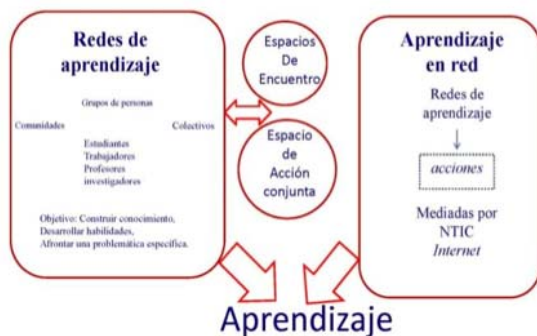 Redes de
aprendizaje
Grupos de personas
Comunidades
Colectivos
Estudiantes
Trabajadores
Profesores
investigadores
Objetivo: Construir conocimiento,
Desarrollar habilidades,
Afrontar una problemática específica.
Espacios
De
Encuentro
Espacio
de
Acción
conjunta
Aprendizaje
en red
Redes de
aprendizaje
acciones
Mediadas por
NTIC
Internet
Aprendizaje